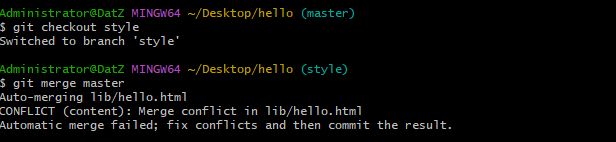 Administrator@DatZ MINGW64 ~/Desktop/hello (master)
$ git checkout style
Switched to branch 'style'
Administrator@DatZ MINGW64 ~/Desktop/hello (style)
$ git merge master
Auto-merging lib/hello.html
CONFLICT (content): Merge conflict in lib/hello.html
Automatic merge failed; fix conflicts and then commit the result.